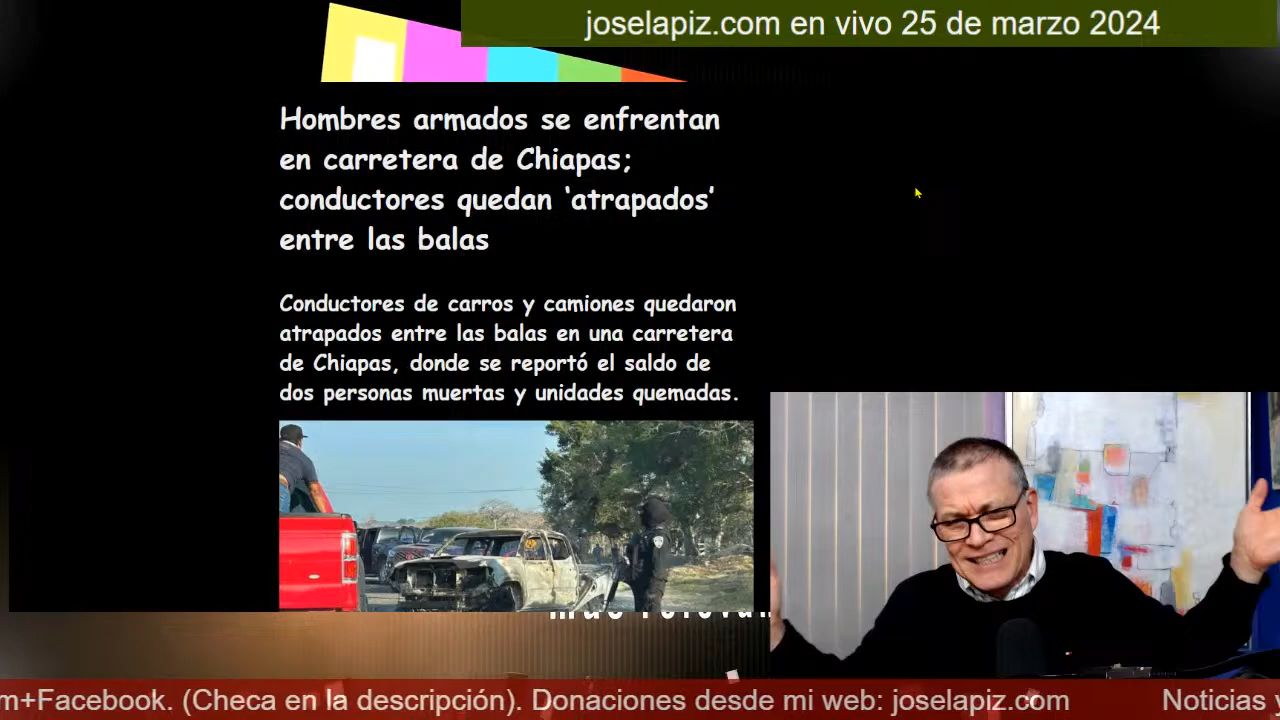 joselapiz.com en vivo 25 de marzo 2024
Hombres armados se enfrentan
en carretera de Chiapas;
conductores quedan ‘atrapados’
entre las balas
Conductores de carros y camiones quedaron
atrapados entre las balas en una carretera
de Chiapas, donde se reportó el saldo de
dos personas muertas y unidades quemadas.
m+Facebook. (Checa en la descripción). Donaciones desde mi web: joselapiz.com Noticias y